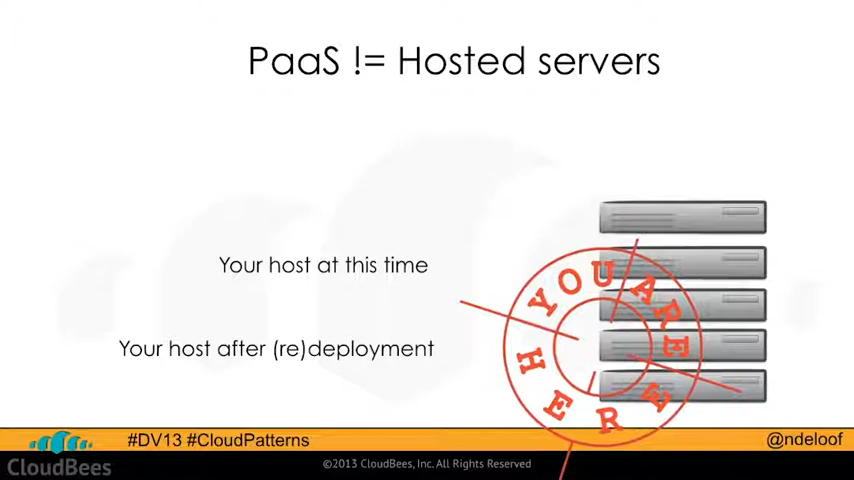 PaaS != Hosted servers
Your host at this time
YOU ARE HERE
Your host after (re)deployment
#DV13 #CloudPatterns
@ndeloof
CloudBees
©2013 CloudBees, Inc. All Rights Reserved